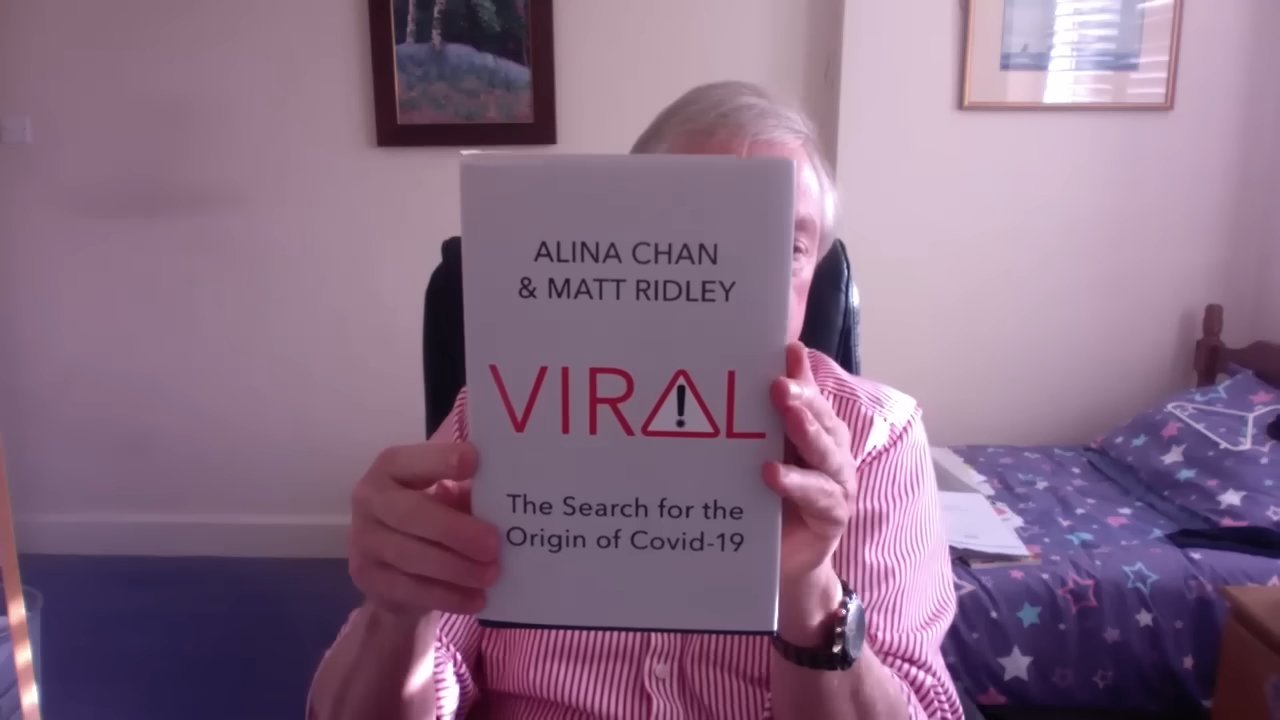 ALINA CHAN
& MATT RIDLEY
VIRAL
The Search for the
Origin of Covid-19